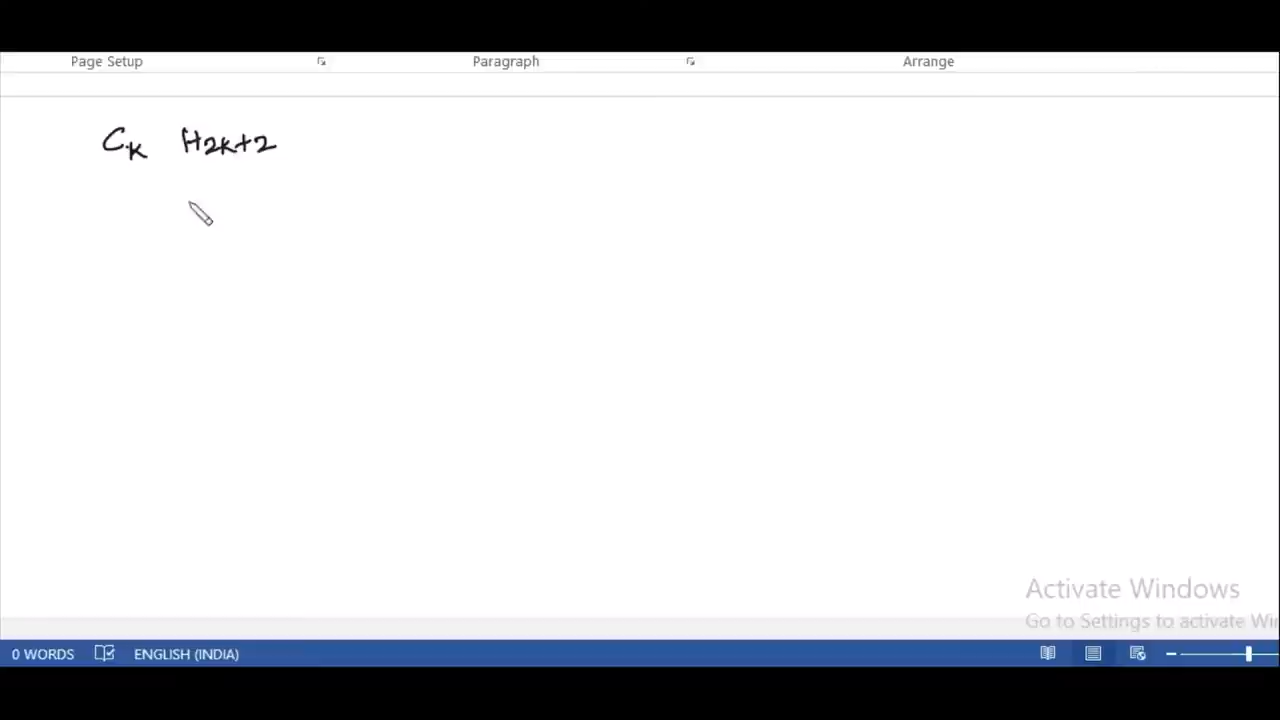 Page Setup Paragraph Arrange
Ck H2k+2
Activate Windows
Go to Settings to activate Wi
0 WORDS ENGLISH (INDIA)